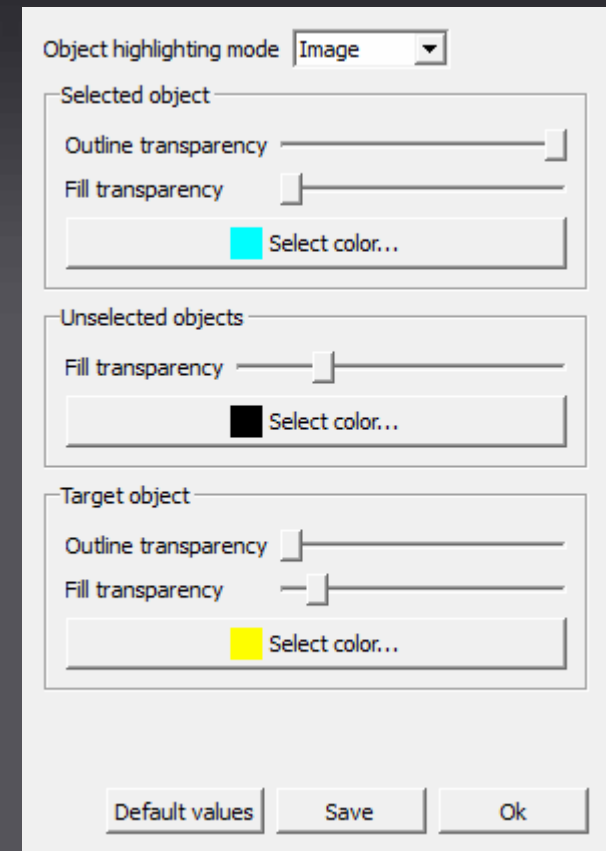 Object highlighting mode Image
Selected object
Outline transparency
Fill transparency
Select color...
Unselected objects
Fill transparency
Select color...
Target object
Outline transparency
Fill transparency
Select color...
Default values Save Ok